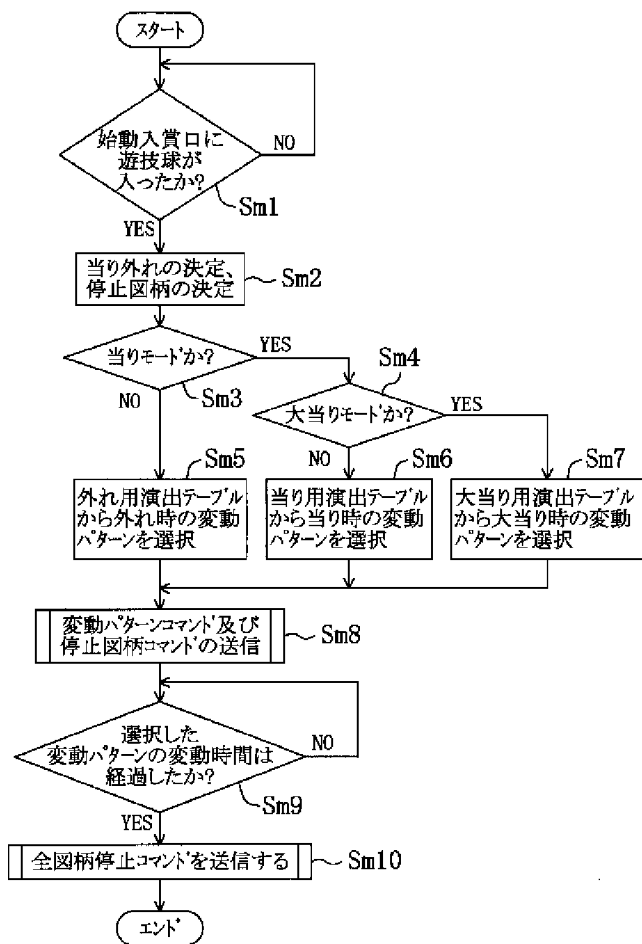 スタート
始動入賞口に
遊技球が
入ったか?
NO
Sm1
YES
当り外れの決定、
停止図柄の決定
Sm2
当りモードか?
YES
Sm3
NO
Sm4
大当りモードか?
YES
NO
Sm5
外れ用演出テーブル
から外れ時の変動
パターンを選択
Sm6
当り用演出テーブル
から当り時の変動
パターンを選択
Sm7
大当り用演出テーブル
から大当り時の変動
パターンを選択
変動パターンコマンド及び
停止図柄コマンドの送信
Sm8
選択した
変動パターンの変動時間は
経過したか?
NO
Sm9
YES
全図柄停止コマンドを送信する
Sm10
エンド